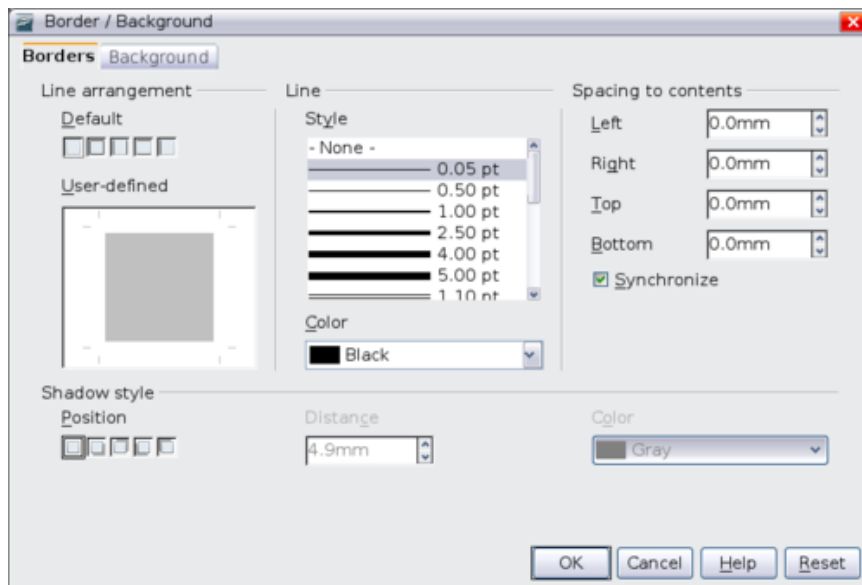 Border / Background
Borders Background
Line arrangement
Default
User-defined
Line
Style
- None -
0.05 pt
0.50 pt
1.00 pt
2.50 pt
4.00 pt
5.00 pt
1.10 pt
Color
Black
Spacing to contents
Left 0.0mm
Right 0.0mm
Top 0.0mm
Bottom 0.0mm
Synchronize
Shadow style
Position
Distance
4.9mm
Color
Gray
OK Cancel Help Reset